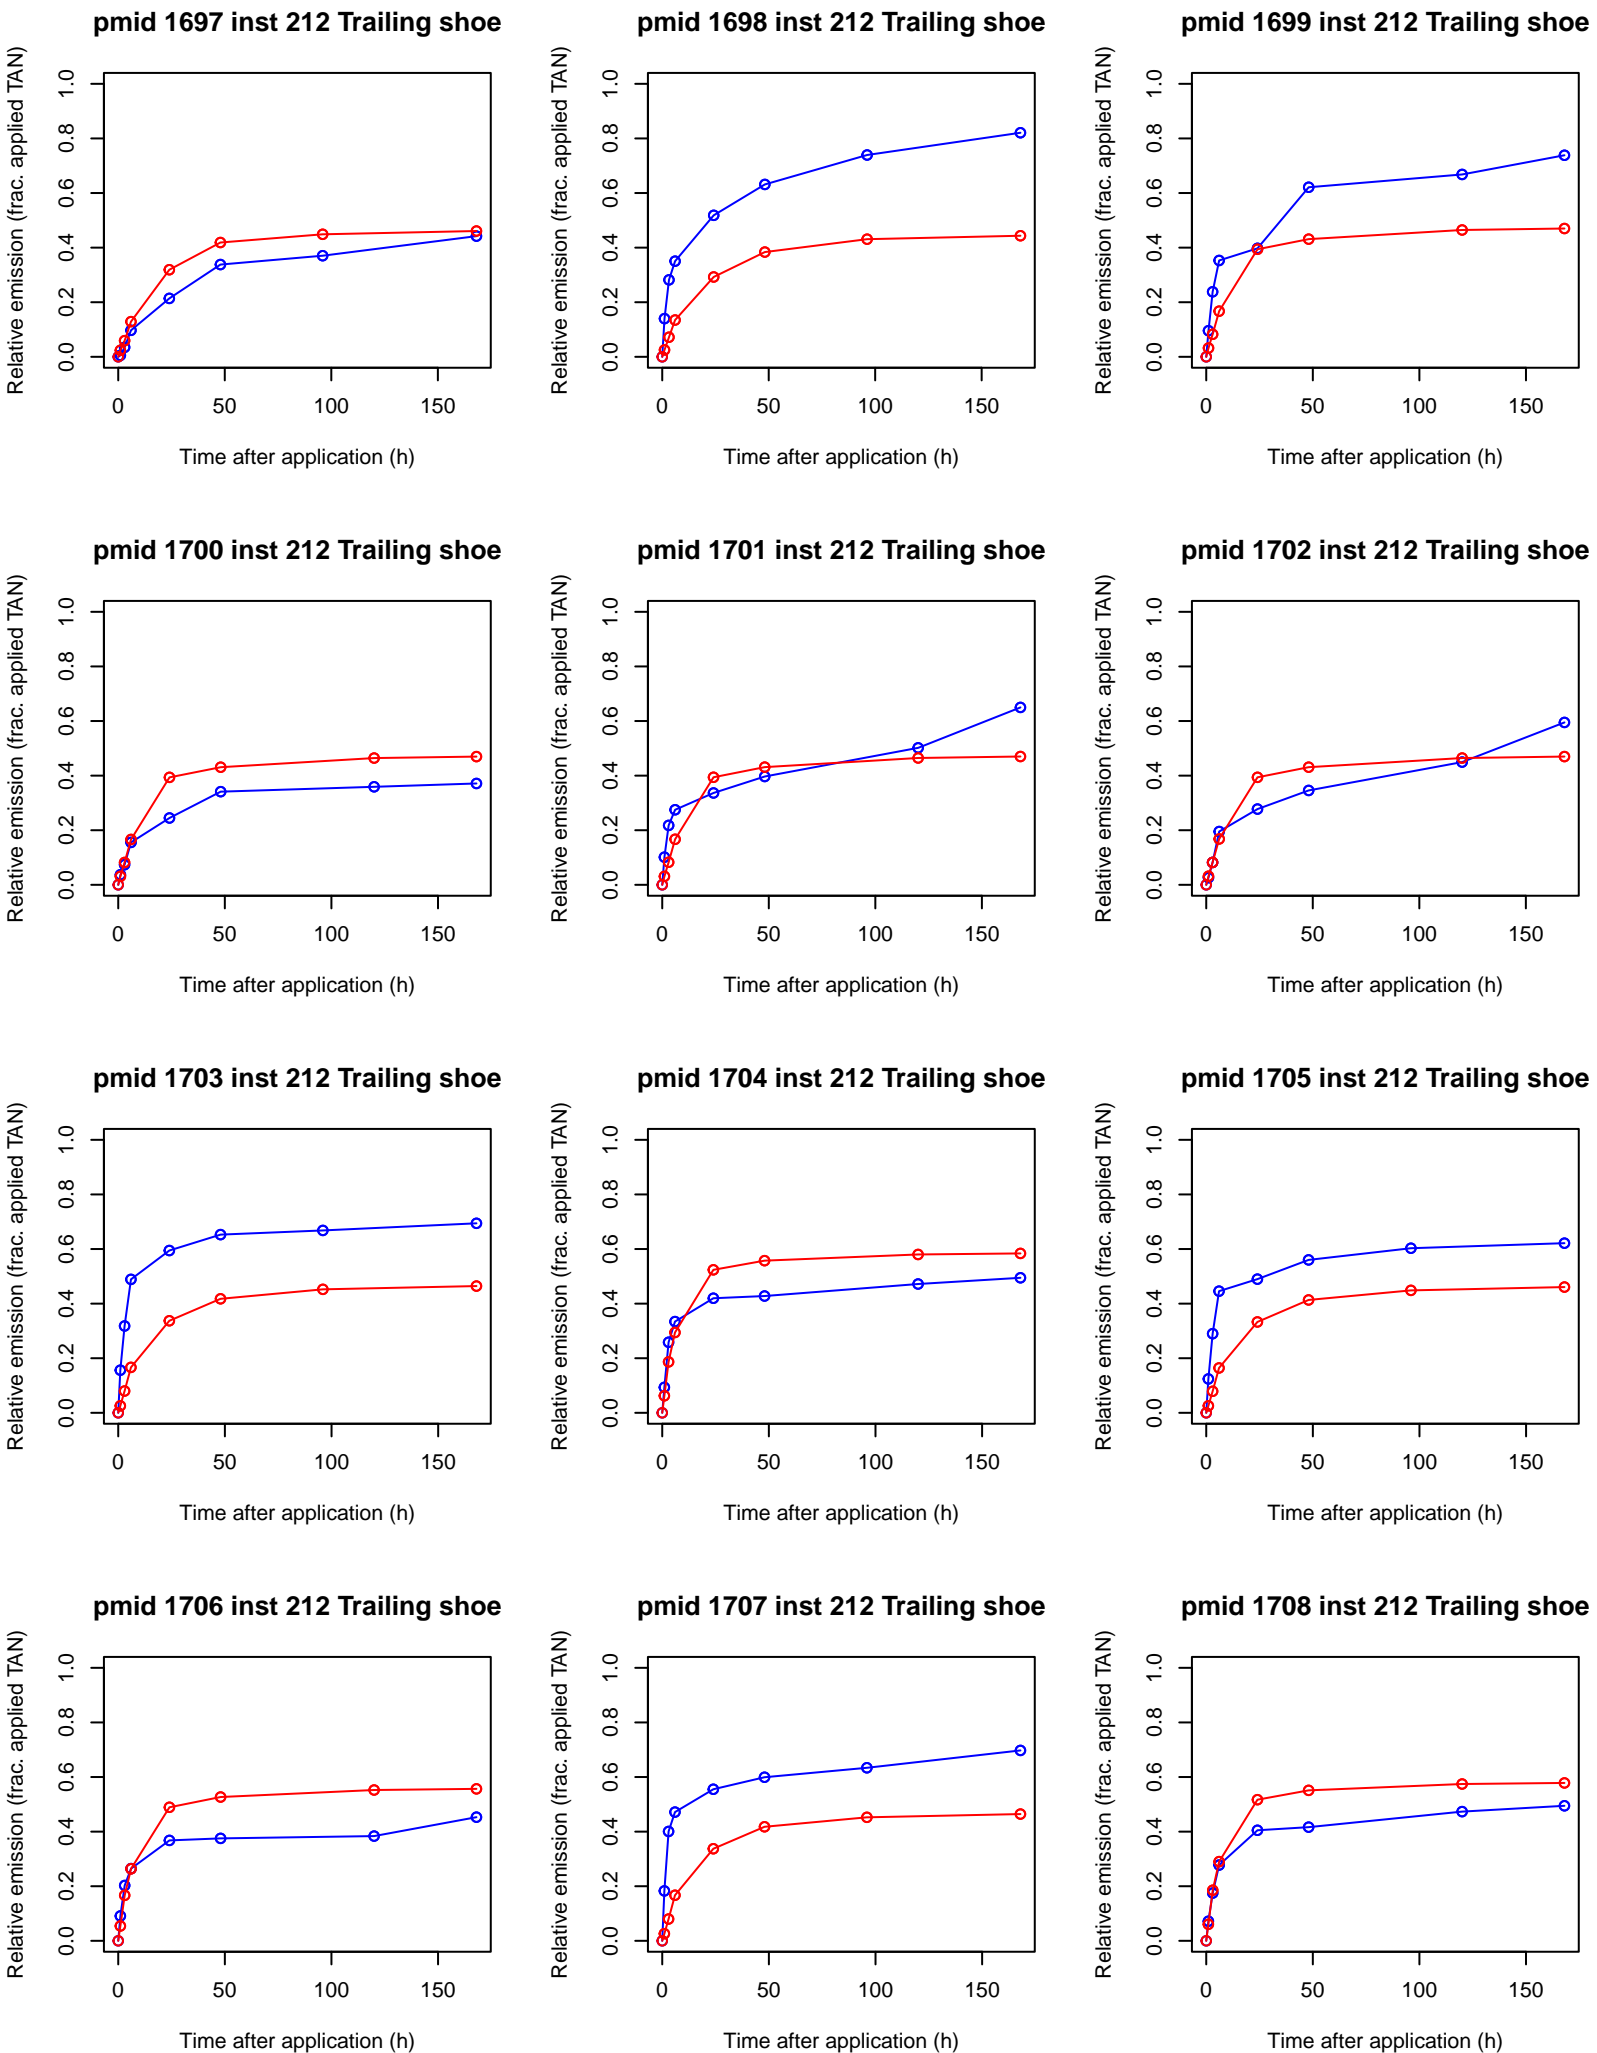 pmid 1697 inst 212 Trailing shoe
Relative emission (frac. applied TAN)
1.0
0.8
0.6
0.4
0.2
0.0
0 50 100 150
Time after application (h)
pmid 1698 inst 212 Trailing shoe
Relative emission (frac. applied TAN)
1.0
0.8
0.6
0.4
0.2
0.0
0 50 100 150
Time after application (h)
pmid 1699 inst 212 Trailing shoe
Relative emission (frac. applied TAN)
1.0
0.8
0.6
0.4
0.2
0.0
0 50 100 150
Time after application (h)
pmid 1700 inst 212 Trailing shoe
Relative emission (frac. applied TAN)
1.0
0.8
0.6
0.4
0.2
0.0
0 50 100 150
Time after application (h)
pmid 1701 inst 212 Trailing shoe
Relative emission (frac. applied TAN)
1.0
0.8
0.6
0.4
0.2
0.0
0 50 100 150
Time after application (h)
pmid 1702 inst 212 Trailing shoe
Relative emission (frac. applied TAN)
1.0
0.8
0.6
0.4
0.2
0.0
0 50 100 150
Time after application (h)
pmid 1703 inst 212 Trailing shoe
Relative emission (frac. applied TAN)
1.0
0.8
0.6
0.4
0.2
0.0
0 50 100 150
Time after application (h)
pmid 1704 inst 212 Trailing shoe
Relative emission (frac. applied TAN)
1.0
0.8
0.6
0.4
0.2
0.0
0 50 100 150
Time after application (h)
pmid 1705 inst 212 Trailing shoe
Relative emission (frac. applied TAN)
1.0
0.8
0.6
0.4
0.2
0.0
0 50 100 150
Time after application (h)
pmid 1706 inst 212 Trailing shoe
Relative emission (frac. applied TAN)
1.0
0.8
0.6
0.4
0.2
0.0
0 50 100 150
Time after application (h)
pmid 1707 inst 212 Trailing shoe
Relative emission (frac. applied TAN)
1.0
0.8
0.6
0.4
0.2
0.0
0 50 100 150
Time after application (h)
pmid 1708 inst 212 Trailing shoe
Relative emission (frac. applied TAN)
1.0
0.8
0.6
0.4
0.2
0.0
0 50 100 150
Time after application (h)